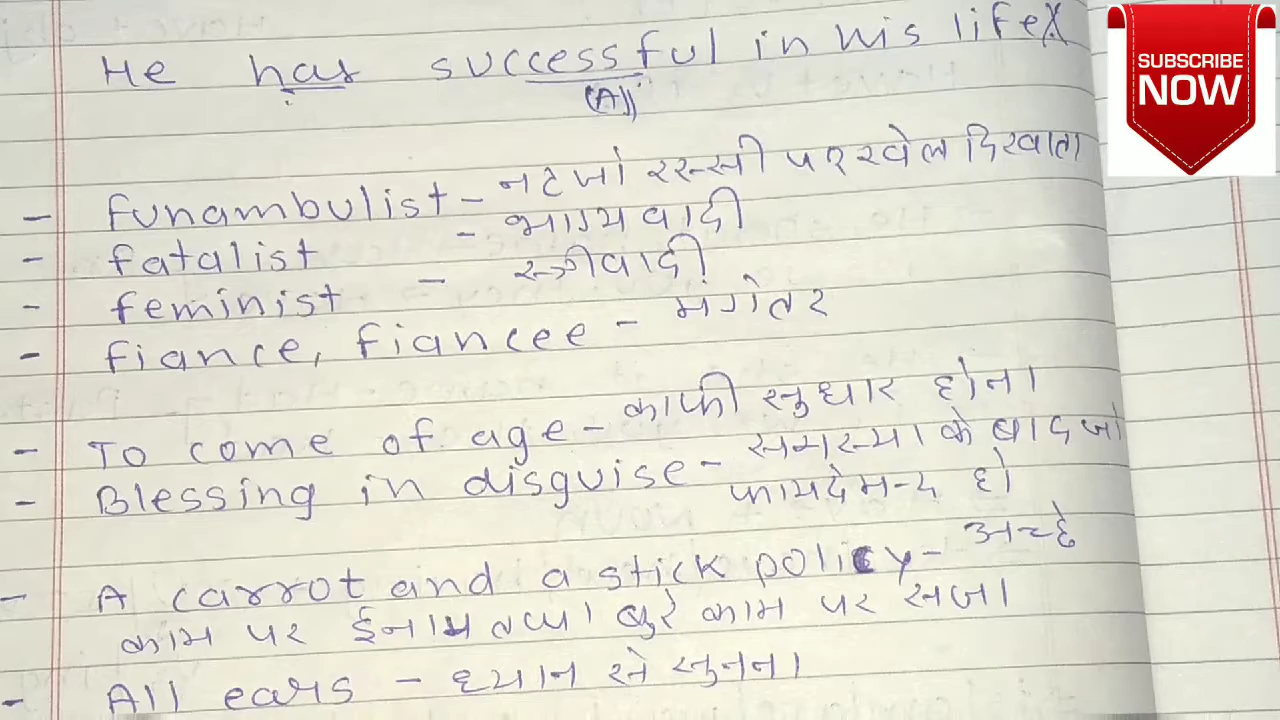 He has successful in his life X
(A)
SUBSCRIBE
NOW
- funambulist - नट जो रस्सी पर खेल दिखाता
- fatalist - भाग्यवादी
- feminist - स्त्रीवादी
- fiance, fiancee - मंगेतर
- To come of age - काफी सुधार होना
- Blessing in disguise - समस्या के बाद जो
फायदेमन्द हो
- A carrot and a stick policy - अच्छे
काम पर ईनाम तथा बुरे काम पर सजा
- All ears - ध्यान से सुनना